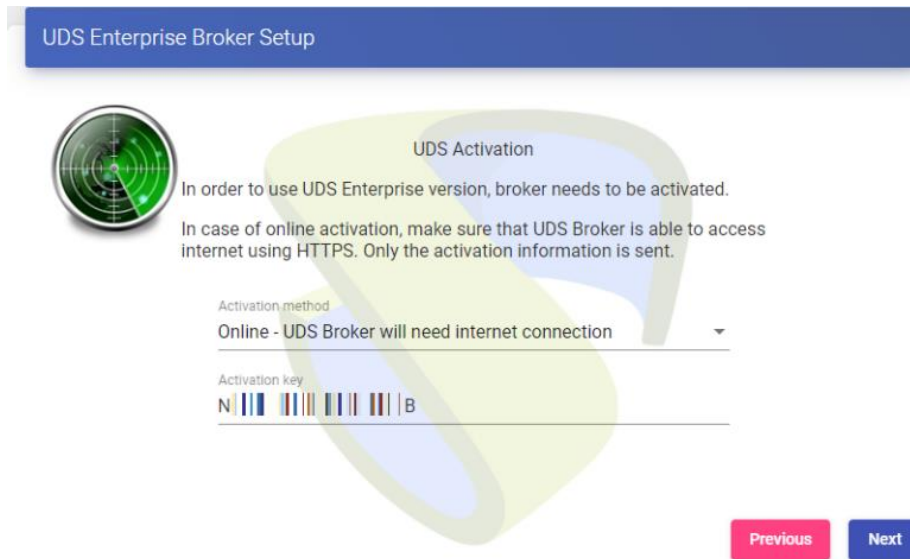 UDS Enterprise Broker Setup
UDS Activation
In order to use UDS Enterprise version, broker needs to be activated.
In case of online activation, make sure that UDS Broker is able to access
internet using HTTPS. Only the activation information is sent.
Activation method
Online - UDS Broker will need internet connection
Activation key
N B
Previous
Next